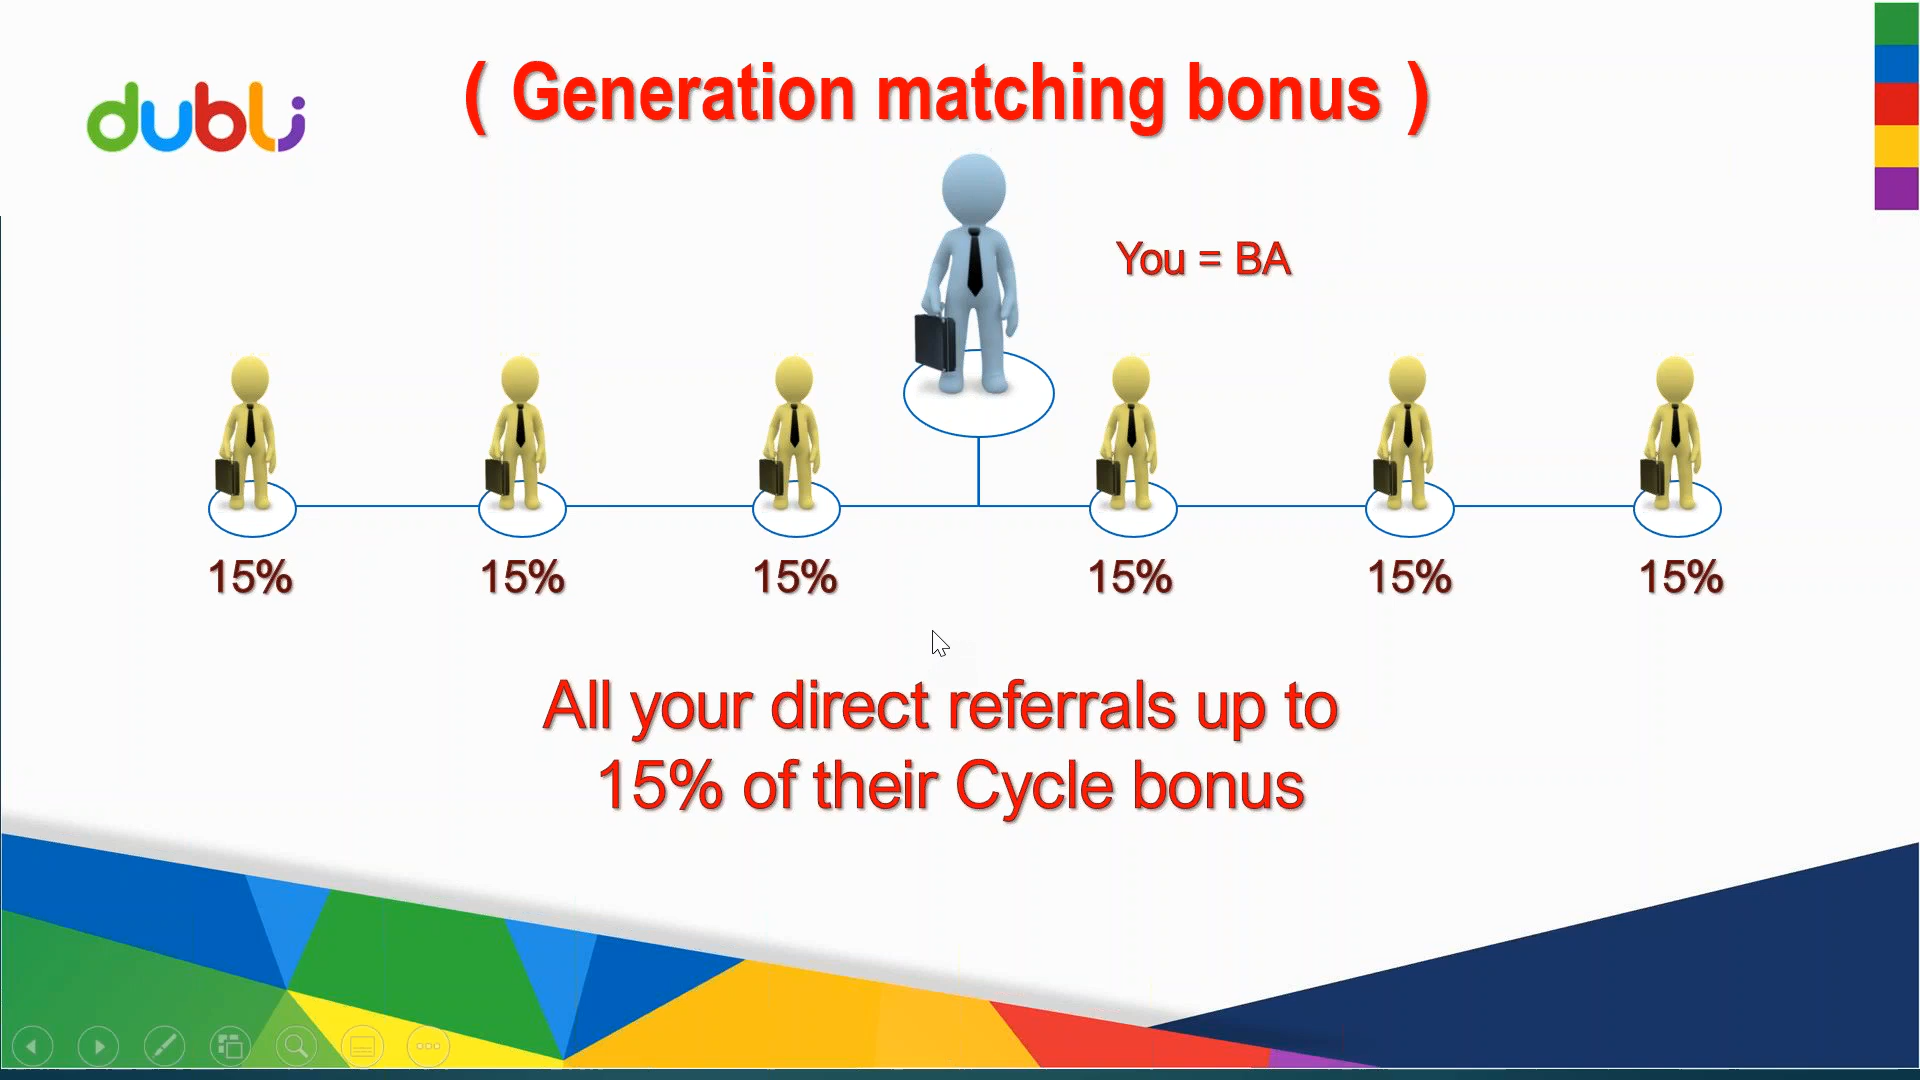 dubli
( Generation matching bonus )
You = BA
15% 15% 15% 15% 15% 15%
All your direct referrals up to
15% of their Cycle bonus